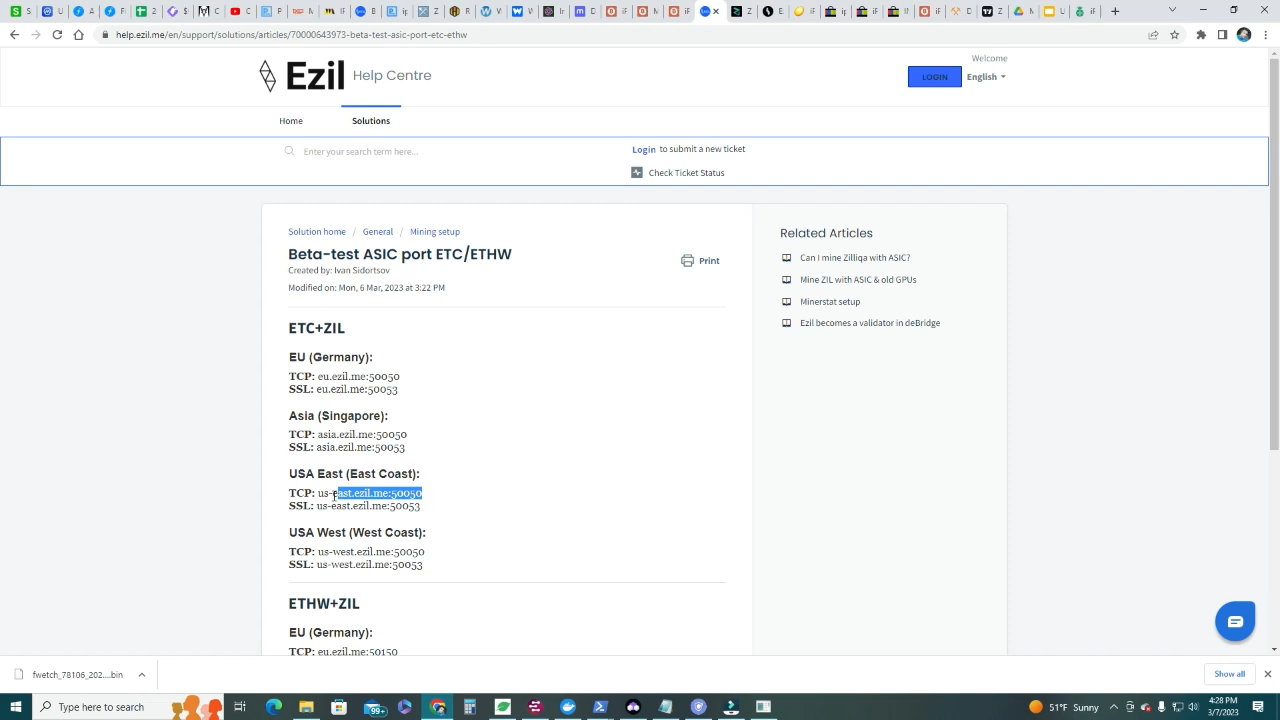 help.ezil.me/en/support/solutions/articles/70000643973-beta-test-asic-port-etc-ethw
Ezil Help Centre
Welcome
LOGIN English
Home Solutions
Enter your search term here...
Login to submit a new ticket
Check Ticket Status
Solution home / General / Mining setup
Beta-test ASIC port ETC/ETHW
Created by: Ivan Sidortsov
Modified on: Mon, 6 Mar, 2023 at 3:22 PM
Print
ETC+ZIL
EU (Germany):
TCP: eu.ezil.me:50050
SSL: eu.ezil.me:50053
Asia (Singapore):
TCP: asia.ezil.me:50050
SSL: asia.ezil.me:50053
USA East (East Coast):
TCP: us-east.ezil.me:50050
SSL: us-east.ezil.me:50053
USA West (West Coast):
TCP: us-west.ezil.me:50050
SSL: us-west.ezil.me:50053
ETHW+ZIL
EU (Germany):
TCP: eu.ezil.me:50150
Related Articles
Can I mine Zilliqa with ASIC?
Mine ZIL with ASIC & old GPUs
Minerstat setup
Ezil becomes a validator in deBridge
fwetch_78106_202....bin
Show all
Type here to search
99+
51°F Sunny
4:28 PM
3/7/2023